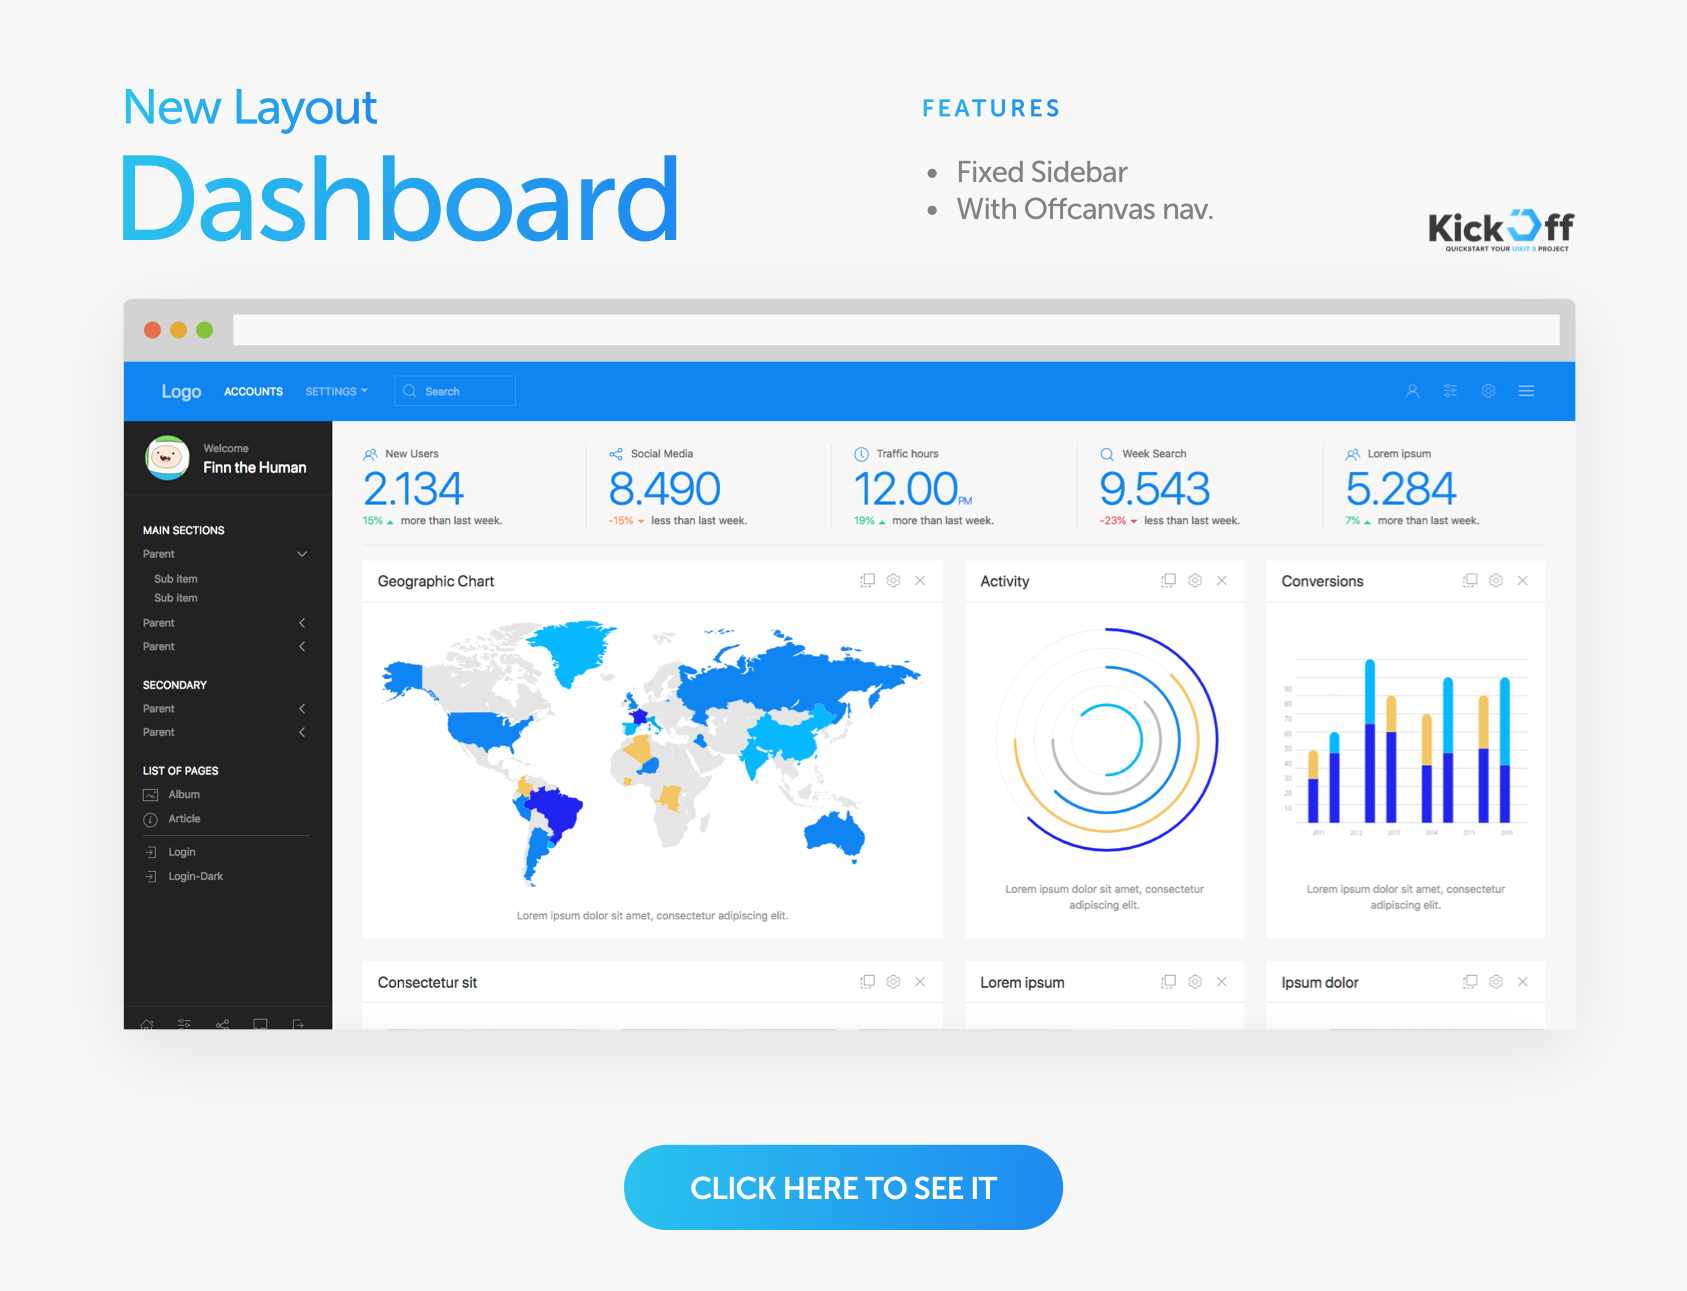 New Layout
Dashboard
FEATURES
• Fixed Sidebar
• With Offcanvas nav.
Kick Off
QUICKSTART YOUR UIKIT 3 PROJECT
Logo ACCOUNTS SETTINGS Search
Welcome
Finn the Human
MAIN SECTIONS
Parent
Sub item
Sub item
Parent
Parent
SECONDARY
Parent
Parent
LIST OF PAGES
Album
Article
Login
Login-Dark
New Users
2.134
15% more than last week.
Social Media
8.490
-15% less than last week.
Traffic hours
12.00 PM
19% more than last week.
Week Search
9.543
-23% less than last week.
Lorem ipsum
5.284
7% more than last week.
Geographic Chart
Lorem ipsum dolor sit amet, consectetur adipiscing elit.
Activity
Lorem ipsum dolor sit amet, consectetur
adipiscing elit.
Conversions
90
80
70
60
50
40
30
20
10
2011 2012 2013 2014 2015 2016
Lorem ipsum dolor sit amet, consectetur
adipiscing elit.
Consectetur sit
Lorem ipsum
Ipsum dolor
CLICK HERE TO SEE IT